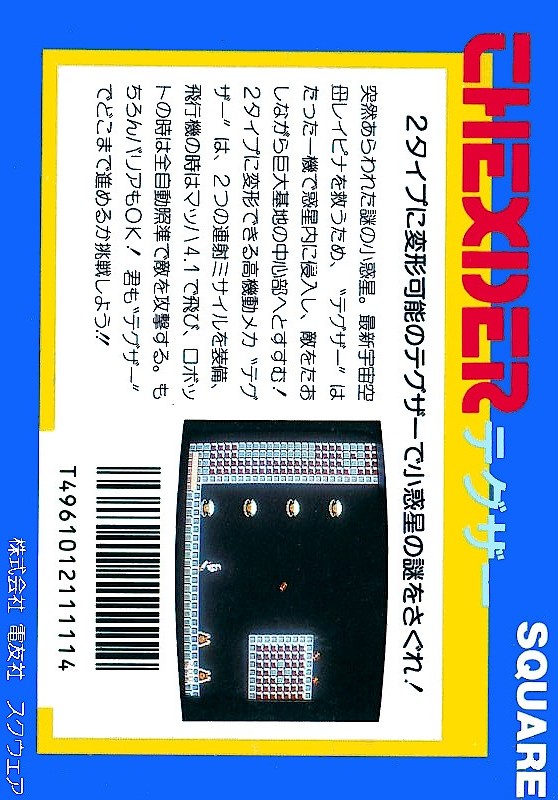 THEXDER テグザー
SQUARE
2タイプに変形可能のテグザーで小惑星の謎をさぐれ!
突然あらわれた謎の小惑星。最新宇宙空
母レイピナを救うため、〝テグザー〟は
たった一機で惑星内に侵入し、敵をたお
しながら巨大基地の中心部へとすすむ!
2タイプに変形できる高機動メカ〝テグ
ザー〟は、2つの連射ミサイルを装備、
飛行機の時はマッハ4.1で飛び、ロボッ
トの時は全自動照準で敵を攻撃する。も
ちろんバリアもOK! 君も〝テグザー〟
でどこまで進めるか挑戦しよう!!
T4961012111114
株式会社 電友社 スクウェア